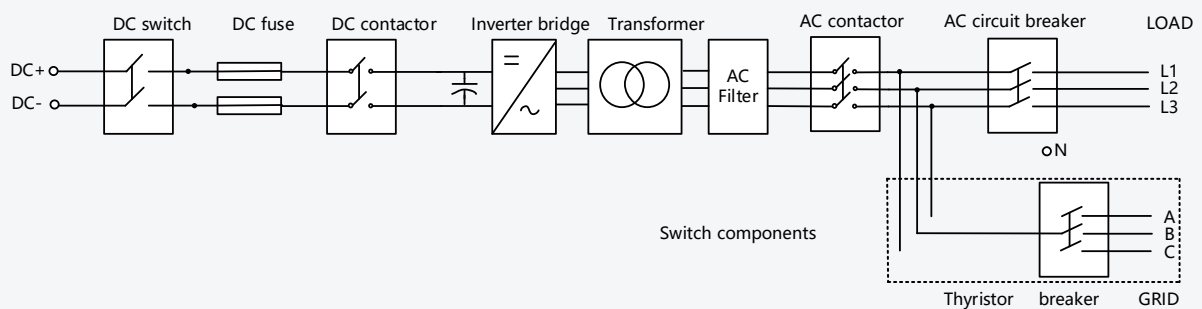 DC switch
DC fuse
DC contactor
Inverter bridge
Transformer
AC contactor
AC circuit breaker
LOAD
DC+
DC-
AC
Filter
L1
L2
L3
N
A
B
C
Switch components
Thyristor
breaker
GRID